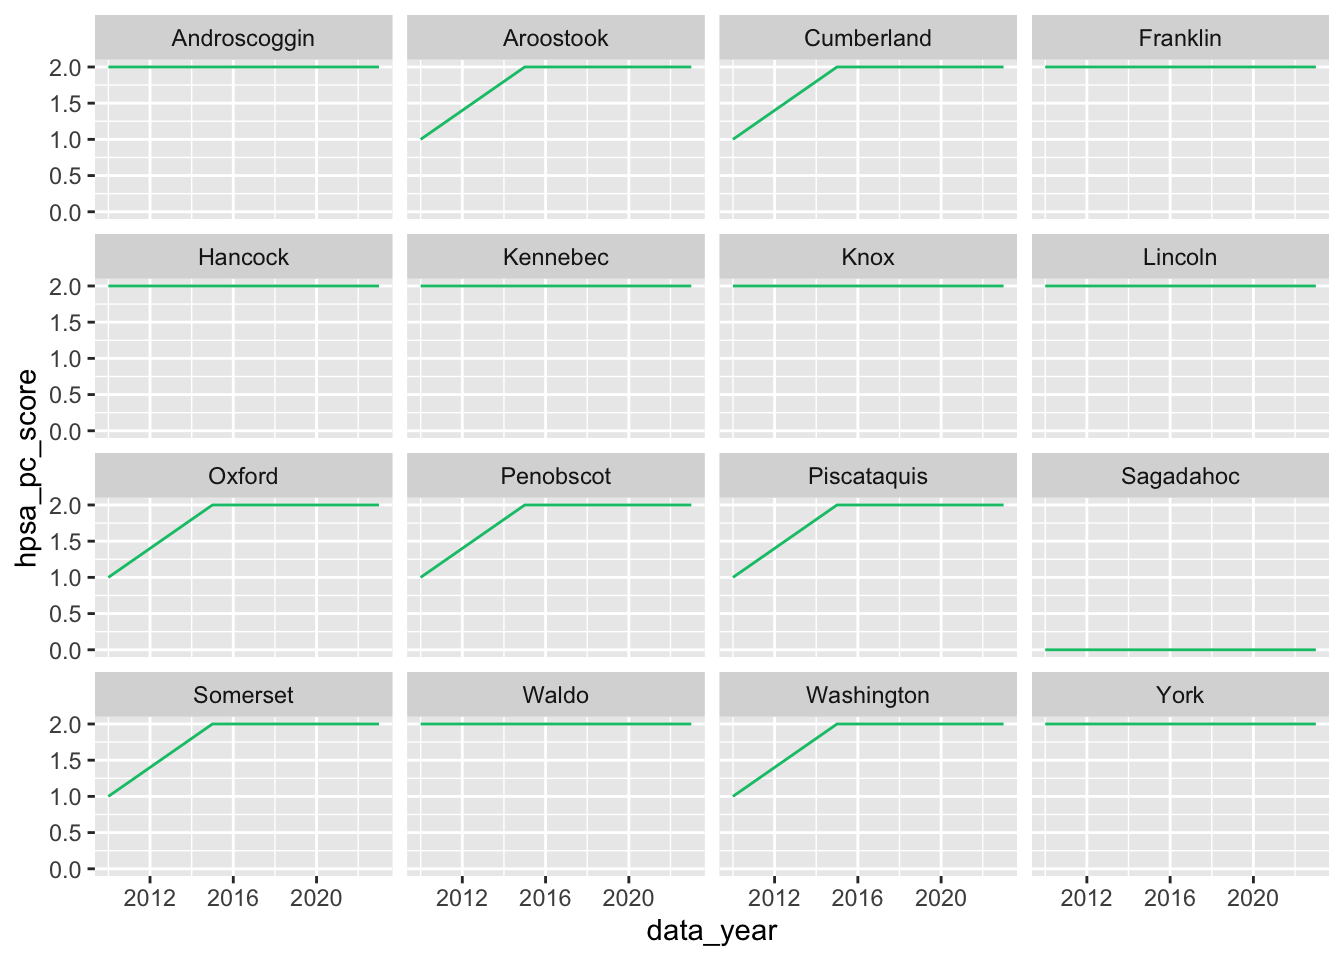 Androscoggin Aroostook Cumberland Franklin
2.0
1.5
1.0
0.5
0.0
Hancock Kennebec Knox Lincoln
2.0
1.5
1.0
0.5
0.0
Oxford Penobscot Piscataquis Sagadahoc
2.0
1.5
1.0
0.5
0.0
Somerset Waldo Washington York
2.0
1.5
1.0
0.5
0.0
hpsa_pc_score
2012 2016 2020 2012 2016 2020 2012 2016 2020 2012 2016 2020
data_year